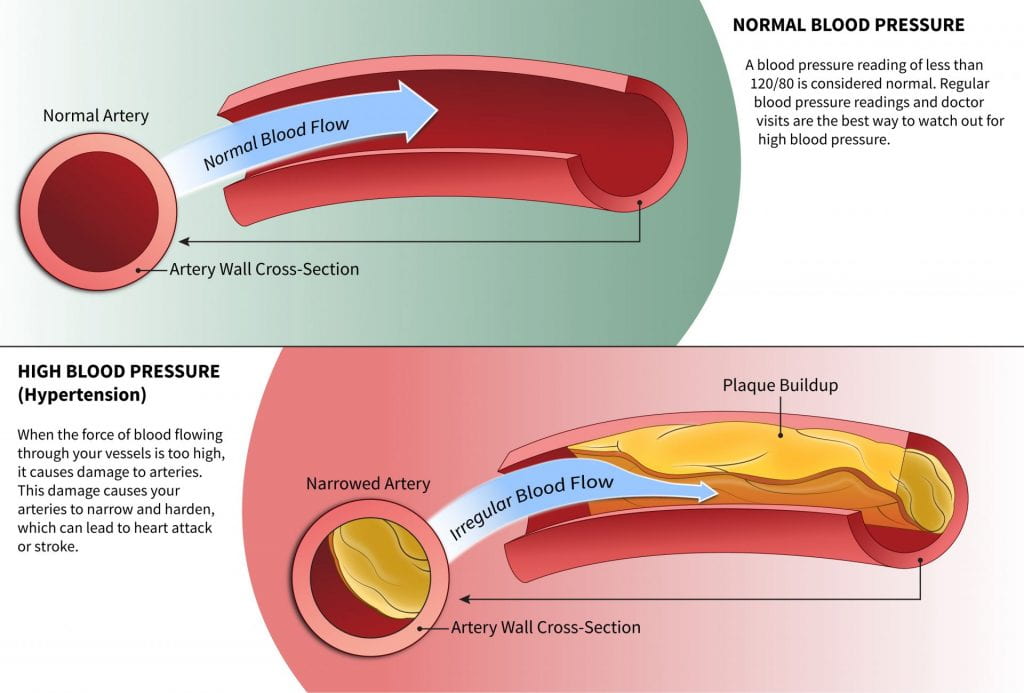 NORMAL BLOOD PRESSURE
A blood pressure reading of less than
120/80 is considered normal. Regular
blood pressure readings and doctor
visits are the best way to watch out for
high blood pressure.
Normal Artery
Normal Blood Flow
Artery Wall Cross-Section
HIGH BLOOD PRESSURE
(Hypertension)
When the force of blood flowing
through your vessels is too high,
it causes damage to arteries.
This damage causes your
arteries to narrow and harden,
which can lead to heart attack
or stroke.
Plaque Buildup
Narrowed Artery
Irregular Blood Flow
Artery Wall Cross-Section